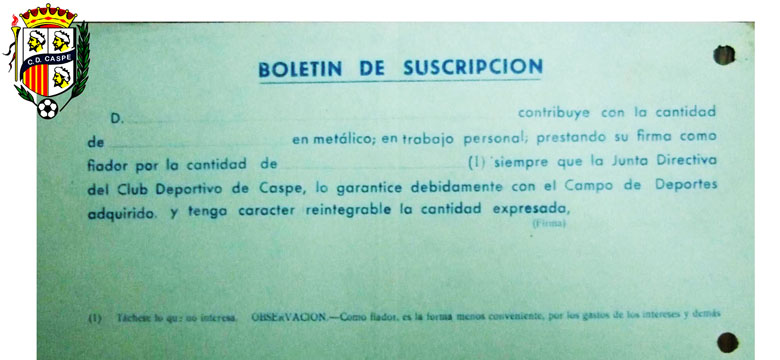 C.D. CASPE
BOLETIN DE SUSCRIPCION
D. contribuye con la cantidad
de en metálico; en trabajo personal; prestando su firma como
fiador por la cantidad de (1) siempre que la Junta Directiva
del Club Deportivo de Caspe, lo garantice debidamente con el Campo de Deportes
adquirido. y tenga caracter reintegrable la cantidad expresada,
(Firma)
(1) Táchese lo que no interesa. OBSERVACION.—Como fiador, es la forma menos conveniente, por los gastos de los intereses y demás